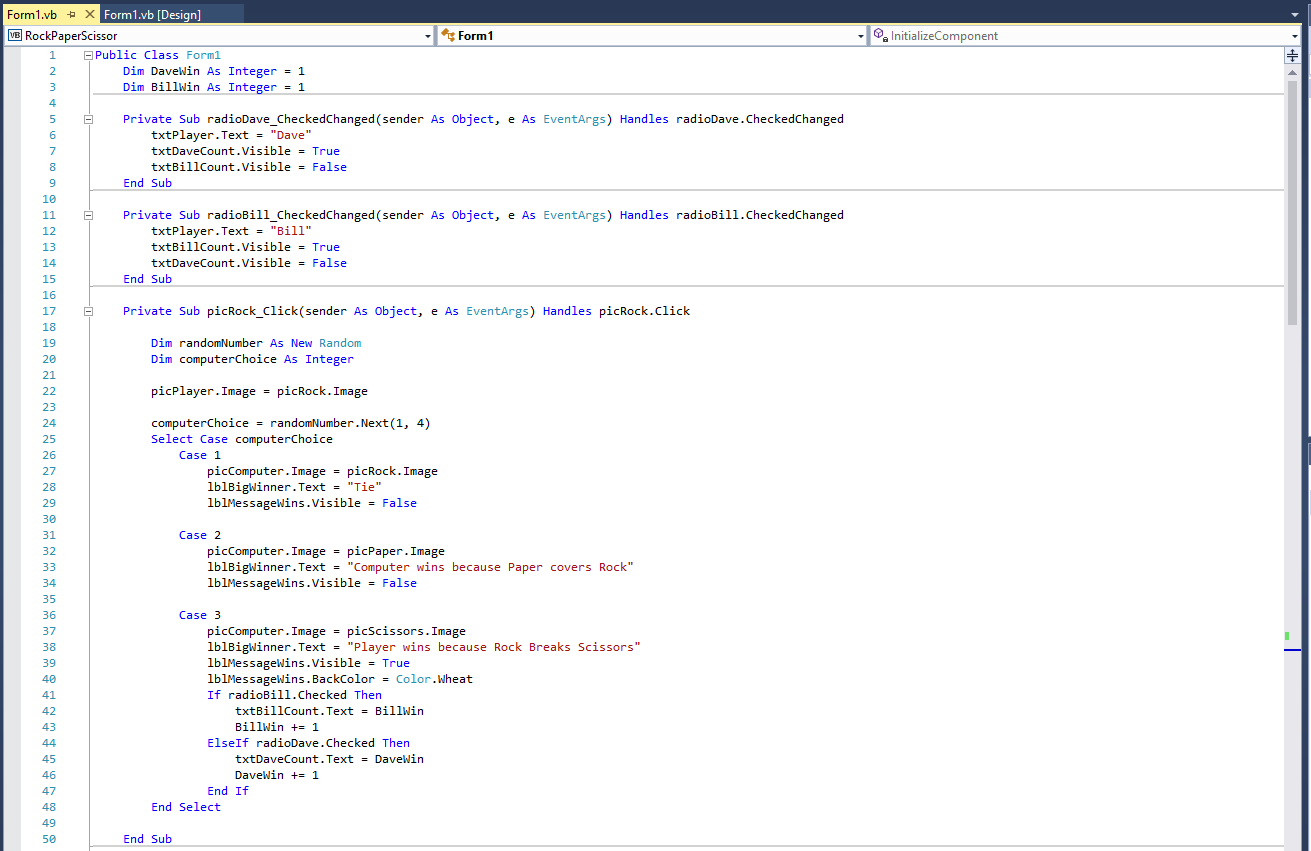 Form1.vb Form1.vb [Design]
VB RockPaperScissor Form1 InitializeComponent
1 Public Class Form1
2 Dim DaveWin As Integer = 1
3 Dim BillWin As Integer = 1
4
5 Private Sub radioDave_CheckedChanged(sender As Object, e As EventArgs) Handles radioDave.CheckedChanged
6 txtPlayer.Text = "Dave"
7 txtDaveCount.Visible = True
8 txtBillCount.Visible = False
9 End Sub
10
11 Private Sub radioBill_CheckedChanged(sender As Object, e As EventArgs) Handles radioBill.CheckedChanged
12 txtPlayer.Text = "Bill"
13 txtBillCount.Visible = True
14 txtDaveCount.Visible = False
15 End Sub
16
17 Private Sub picRock_Click(sender As Object, e As EventArgs) Handles picRock.Click
18
19 Dim randomNumber As New Random
20 Dim computerChoice As Integer
21
22 picPlayer.Image = picRock.Image
23
24 computerChoice = randomNumber.Next(1, 4)
25 Select Case computerChoice
26 Case 1
27 picComputer.Image = picRock.Image
28 lblBigWinner.Text = "Tie"
29 lblMessageWins.Visible = False
30
31 Case 2
32 picComputer.Image = picPaper.Image
33 lblBigWinner.Text = "Computer wins because Paper covers Rock"
34 lblMessageWins.Visible = False
35
36 Case 3
37 picComputer.Image = picScissors.Image
38 lblBigWinner.Text = "Player wins because Rock Breaks Scissors"
39 lblMessageWins.Visible = True
40 lblMessageWins.BackColor = Color.Wheat
41 If radioBill.Checked Then
42 txtBillCount.Text = BillWin
43 BillWin += 1
44 ElseIf radioDave.Checked Then
45 txtDaveCount.Text = DaveWin
46 DaveWin += 1
47 End If
48 End Select
49
50 End Sub